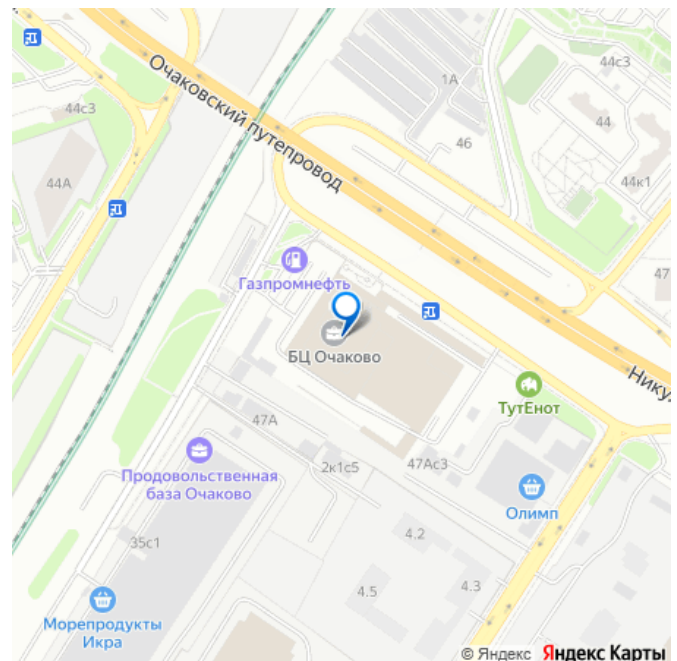 44с3
1А
44с3
44
46
Очаковский путепровод
44А
44к1
Газпромнефть
47
БЦ Очаково
Нику
ТутЕнот
47А
Продовольственная
база Очаково
2к1с5
47Ас3
Олимп
35с1
4.2
4.5
4.3
Морепродукты
Икра
© Яндекс Яндекс Карты